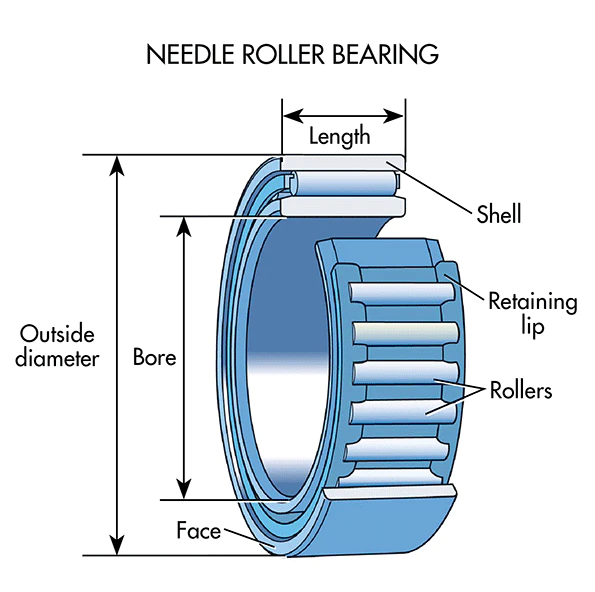 NEEDLE ROLLER BEARING
Length
Shell
Retaining
lip
Outside
diameter
Bore
Rollers
Face